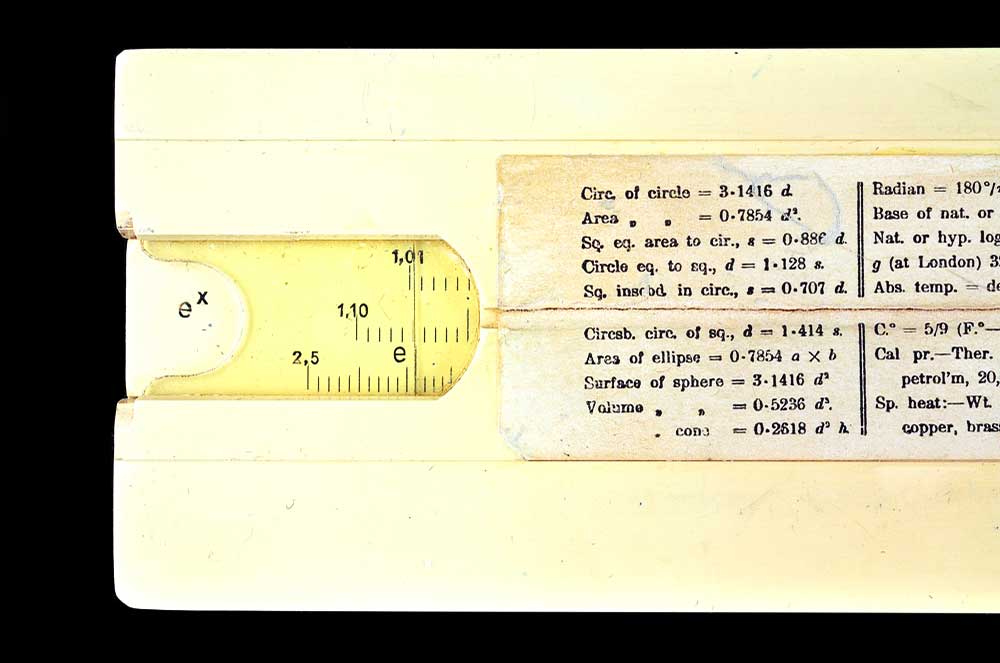 1,01
e^x
1,10
2,5
e
Circ. of circle = 3·1416 d.
Area „ „ = 0·7854 d².
Sq. eq. area to cir., s = 0·886 d.
Circle eq. to sq., d = 1·128 s.
Sq. inscbd. in circ., s = 0·707 d.
Circsb. circ. of sq., d = 1·414 s.
Area of ellipse = 0·7854 a × b
Surface of sphere = 3·1416 d²
Volume „ „ = 0·5236 d³.
„ cone = 0·2618 d² h.
Radian = 180°/
Base of nat. or
Nat. or hyp. log
g (at London) 3
Abs. temp. = de
C.° = 5/9 (F.°—
Cal pr.—Ther.
petrol'm, 20,
Sp. heat:—Wt.
copper, bras